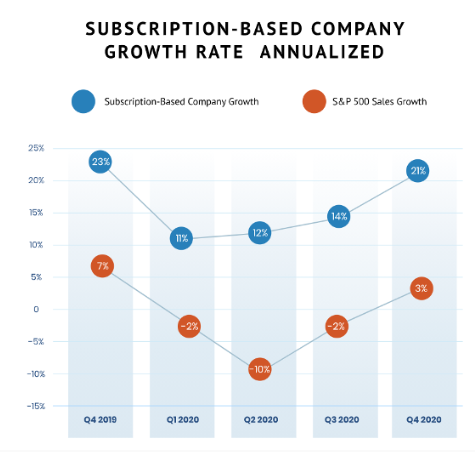 SUBSCRIPTION-BASED COMPANY
GROWTH RATE ANNUALIZED
Subscription-Based Company Growth
S&P 500 Sales Growth
25%
20%
15%
10%
5%
0
-5%
-10%
-15%
23%
11%
12%
14%
21%
7%
-2%
-10%
-2%
3%
Q4 2019
Q1 2020
Q2 2020
Q3 2020
Q4 2020